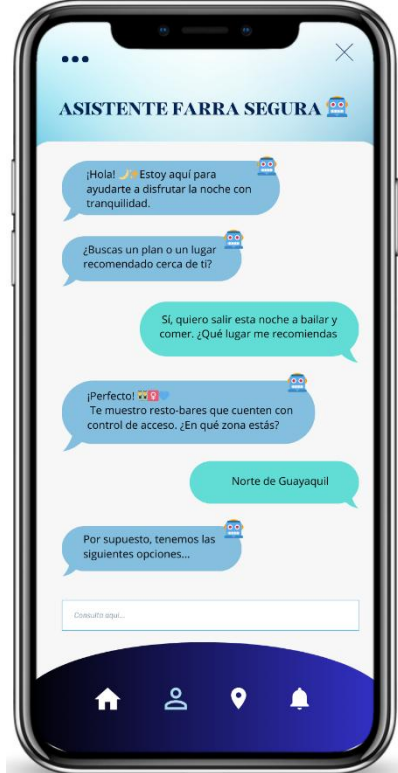 ASISTENTE FARRA SEGURA 🤖
¡Hola! 🌙✨Estoy aquí para
ayudarte a disfrutar la noche con
tranquilidad.
¿Buscas un plan o un lugar
recomendado cerca de ti?
Sí, quiero salir esta noche a bailar y
comer. ¿Qué lugar me recomiendas
¡Perfecto!
Te muestro resto-bares que cuenten con
control de acceso. ¿En qué zona estás?
Norte de Guayaquil
Por supuesto, tenemos las
siguientes opciones...
Consulta aquí...